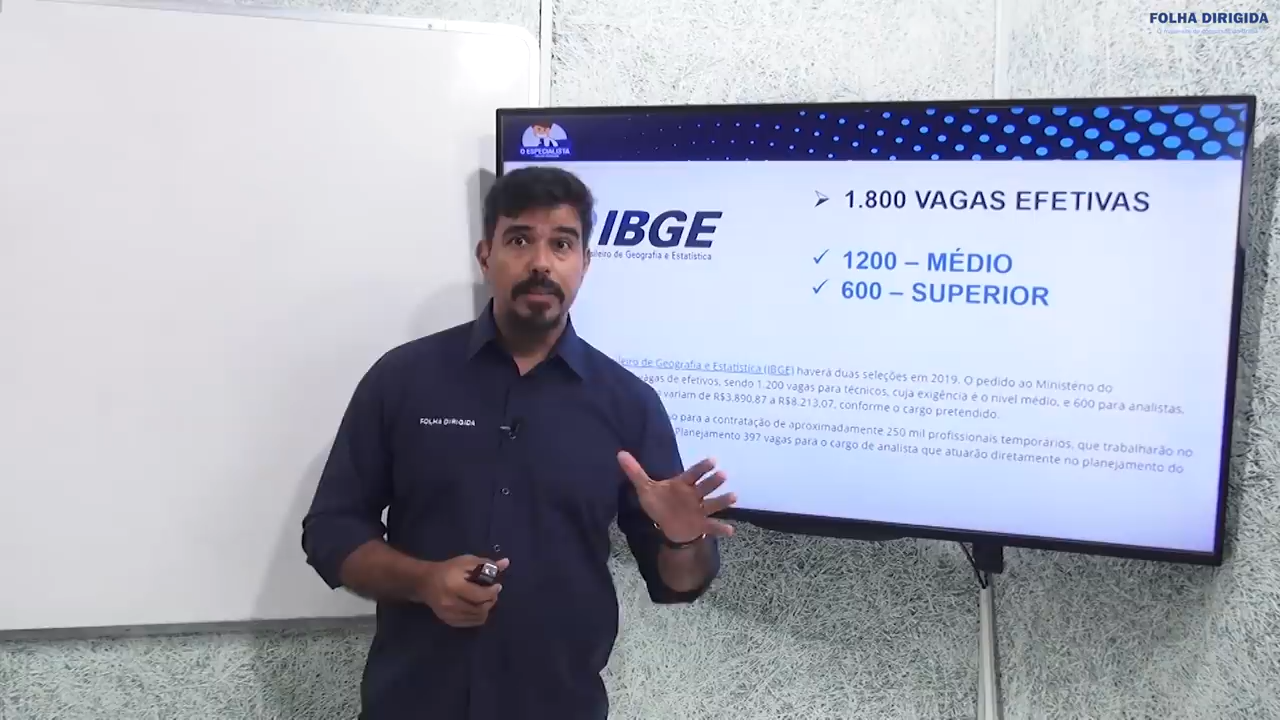 FOLHA DIRIGIDA
O ESPECIALISTA
IBGE
sileiro de Geografia e Estatística
➢ 1.800 VAGAS EFETIVAS
✓ 1200 – MÉDIO
✓ 600 – SUPERIOR
leiro de Geografia e Estatística (IBGE) haverá duas seleções em 2019. O pedido ao Ministério do
vagas de efetivos, sendo 1.200 vagas para técnicos, cuja exigência é o nível médio, e 600 para analistas,
variam de R$3.890,87 a R$8.213,07, conforme o cargo pretendido.
o para a contratação de aproximadamente 250 mil profissionais temporários, que trabalharão no
Planejamento 397 vagas para o cargo de analista que atuarão diretamente no planejamento do
FOLHA DIRIGIDA